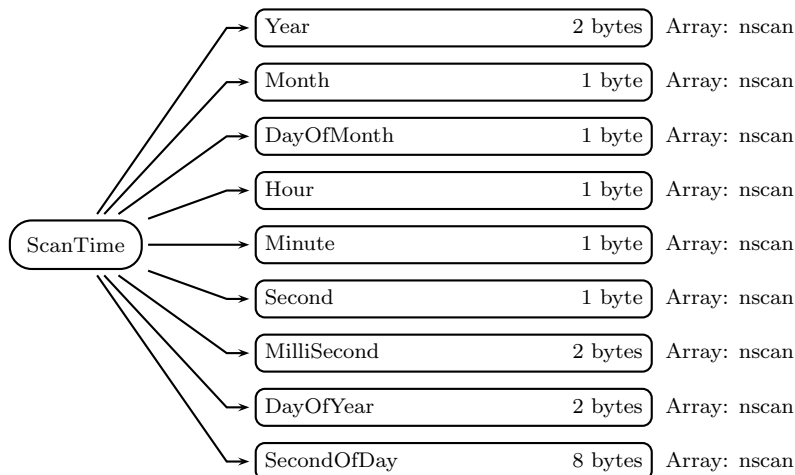 Year 2 bytes Array: nscan
Month 1 byte Array: nscan
DayOfMonth 1 byte Array: nscan
Hour 1 byte Array: nscan
ScanTime Minute 1 byte Array: nscan
Second 1 byte Array: nscan
MilliSecond 2 bytes Array: nscan
DayOfYear 2 bytes Array: nscan
SecondOfDay 8 bytes Array: nscan